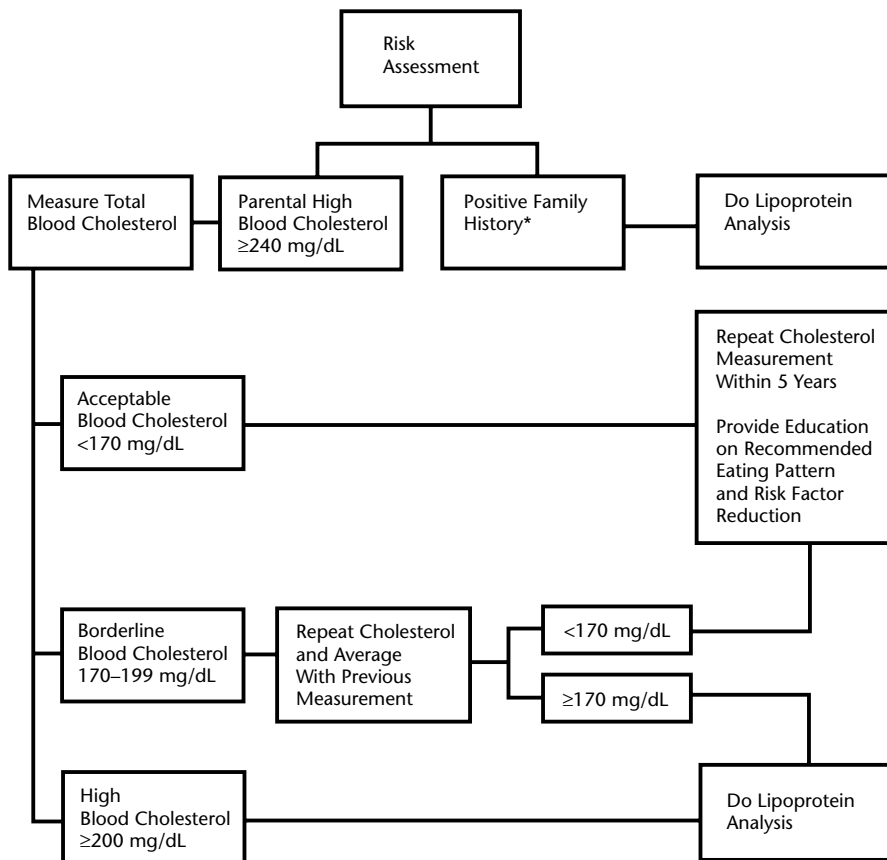 Risk
Assessment
Measure Total
Blood Cholesterol
Parental High
Blood Cholesterol
≥240 mg/dL
Positive Family
History*
Do Lipoprotein
Analysis
Acceptable
Blood Cholesterol
<170 mg/dL
Repeat Cholesterol
Measurement
Within 5 Years
Provide Education
on Recommended
Eating Pattern
and Risk Factor
Reduction
Borderline
Blood Cholesterol
170–199 mg/dL
Repeat Cholesterol
and Average
With Previous
Measurement
<170 mg/dL
≥170 mg/dL
High
Blood Cholesterol
≥200 mg/dL
Do Lipoprotein
Analysis